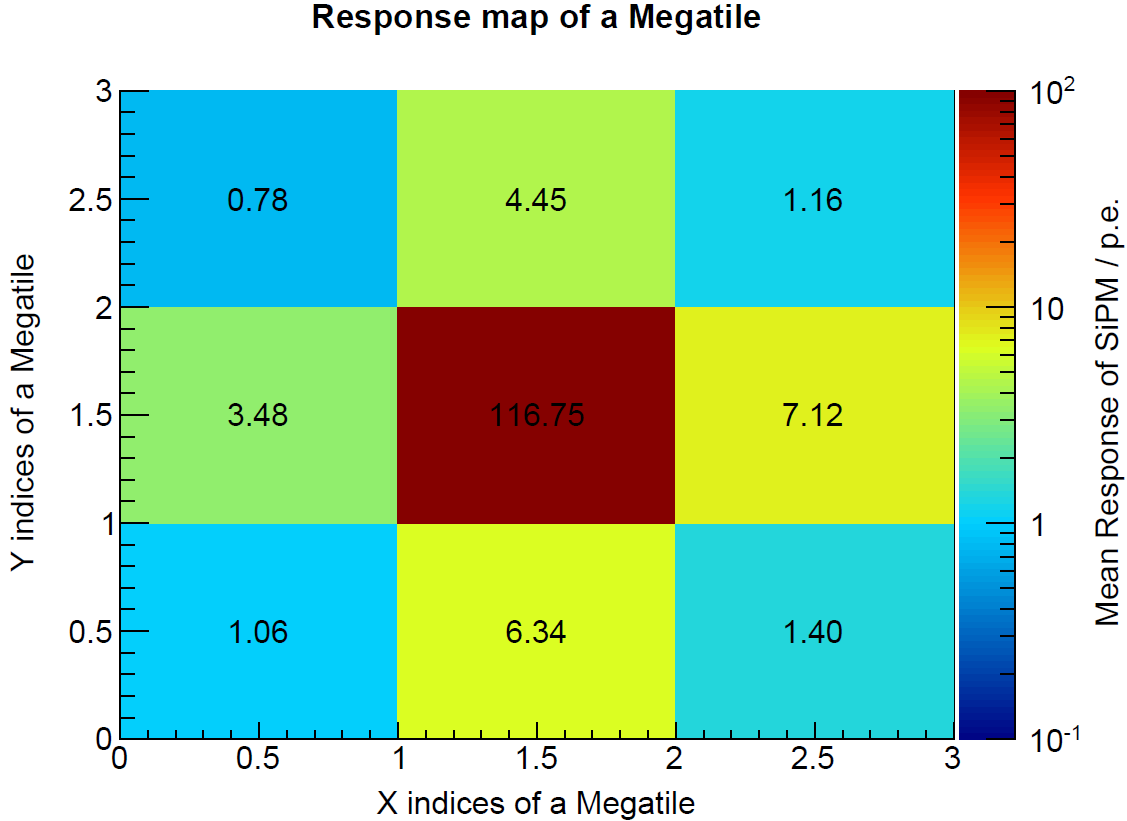 Response map of a Megatile
3
2.5
2
1.5
1
0.5
0
Y indices of a Megatile
0.78 4.45 1.16
3.48 116.75 7.12
1.06 6.34 1.40
0 0.5 1 1.5 2 2.5 3
X indices of a Megatile
10²
10
1
10⁻¹
Mean Response of SiPM / p.e.